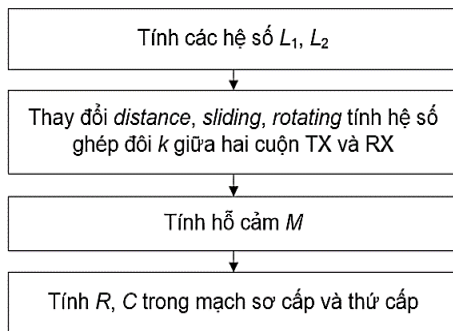 Tính các hệ số L₁, L₂
Thay đổi distance, sliding, rotating tính hệ số
ghép đôi k giữa hai cuộn TX và RX
Tính hỗ cảm M
Tính R, C trong mạch sơ cấp và thứ cấp